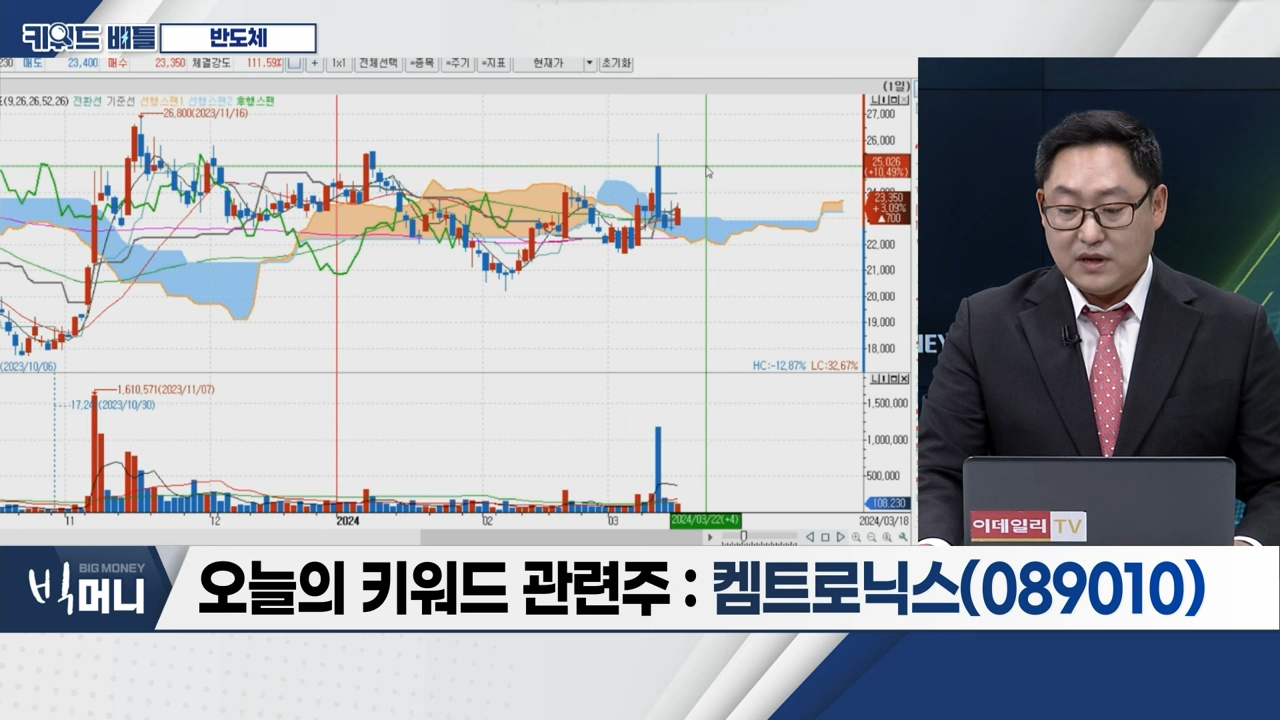 키워드 배틀 반도체
230 매도 23,400 매수 23,350 체결강도 111.59% + 1x1 전체선택 =종목 =주기 =지표 현재가 초기화
(1일)
(9,26,26,52,26) 전환선 기준선 선행스팬1 선행스팬2 후행스팬
26,800(2023/11/16)
27,000
26,000
25,026
(+10.49%)
24,000
23,350
+3.09%
▲700
22,000
21,000
20,000
19,000
18,000
(2023/10/06)
HC:-12,87% LC:32,67%
1,610,571(2023/11/07)
(2023/10/30)
1,500,000
1,000,000
500,000
108,230
11 12 2024 02 03 2024/03/22(+4) 2024/03/18
이데일리TV
BIG MONEY
빅머니
오늘의 키워드 관련주 : 켐트로닉스(089010)